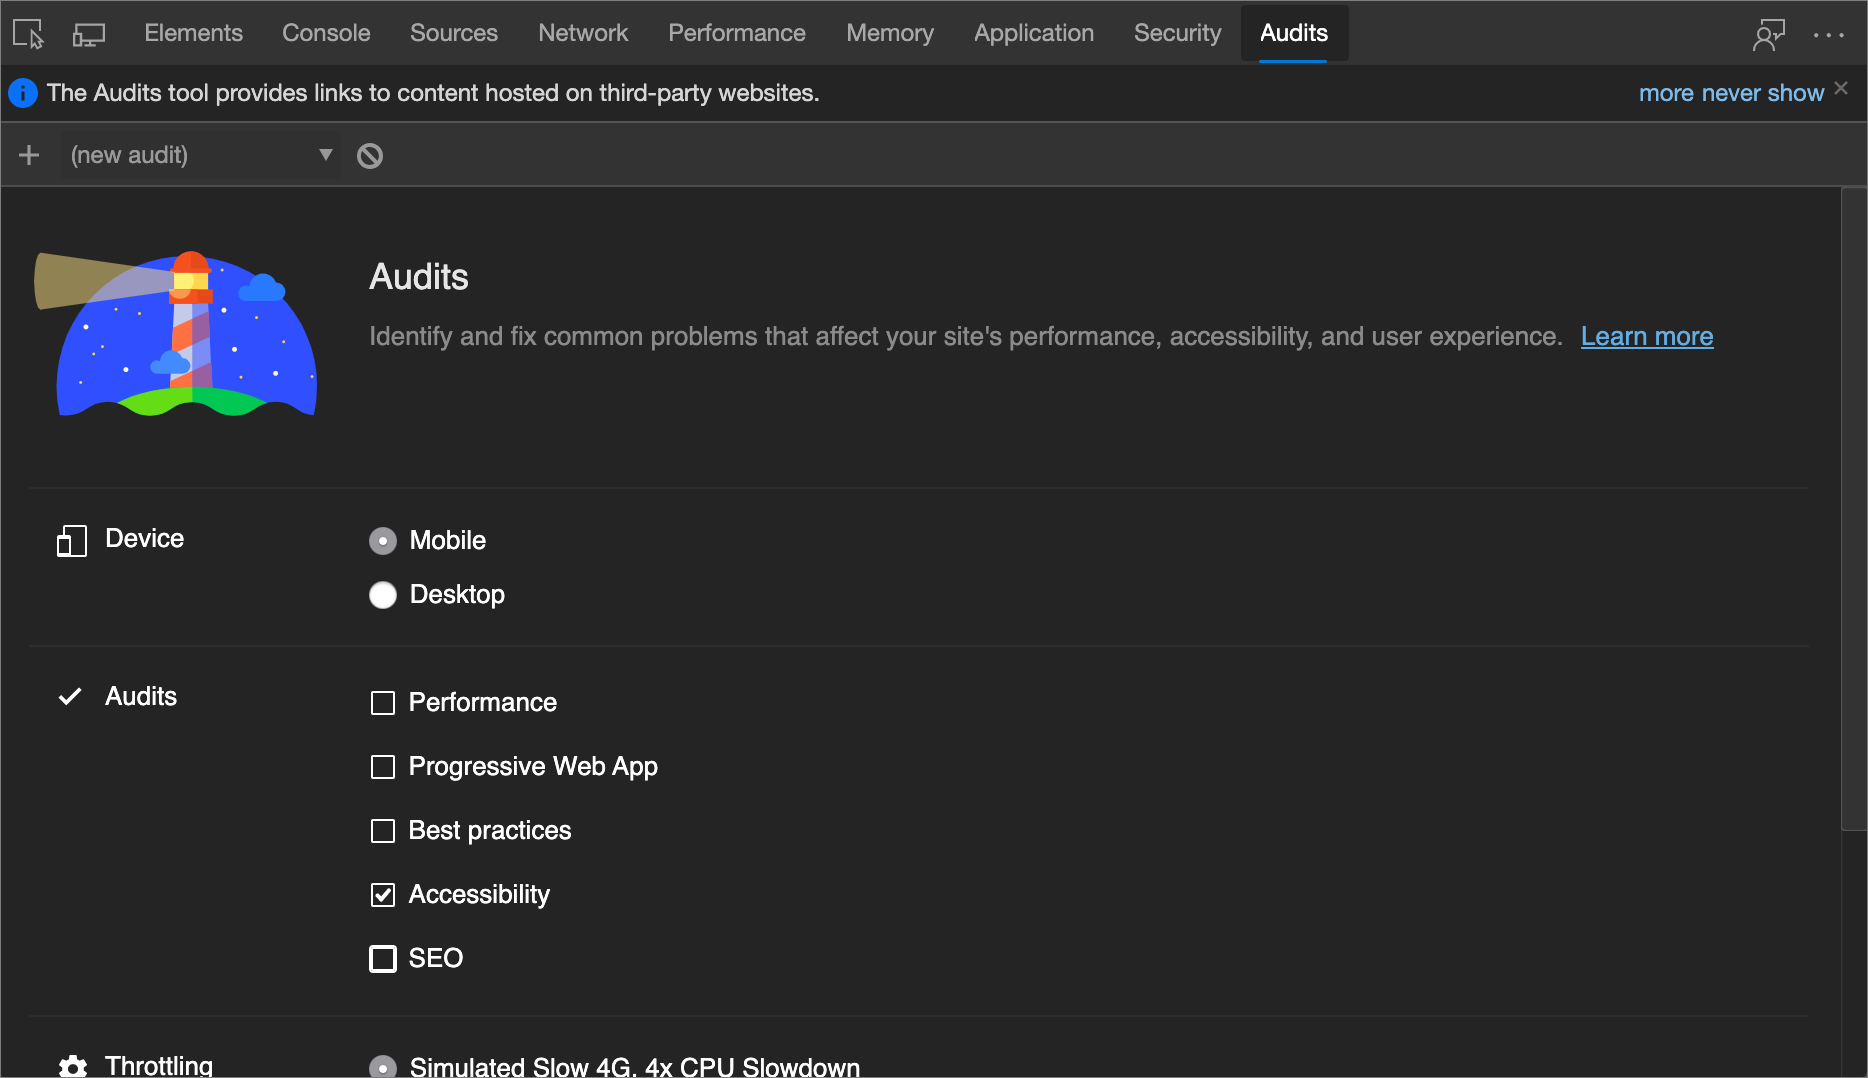 Elements Console Sources Network Performance Memory Application Security Audits
The Audits tool provides links to content hosted on third-party websites. more never show
(new audit)
Audits
Identify and fix common problems that affect your site's performance, accessibility, and user experience. Learn more
Device
Mobile
Desktop
Audits
Performance
Progressive Web App
Best practices
Accessibility
SEO
Throttling
Simulated Slow 4G, 4x CPU Slowdown